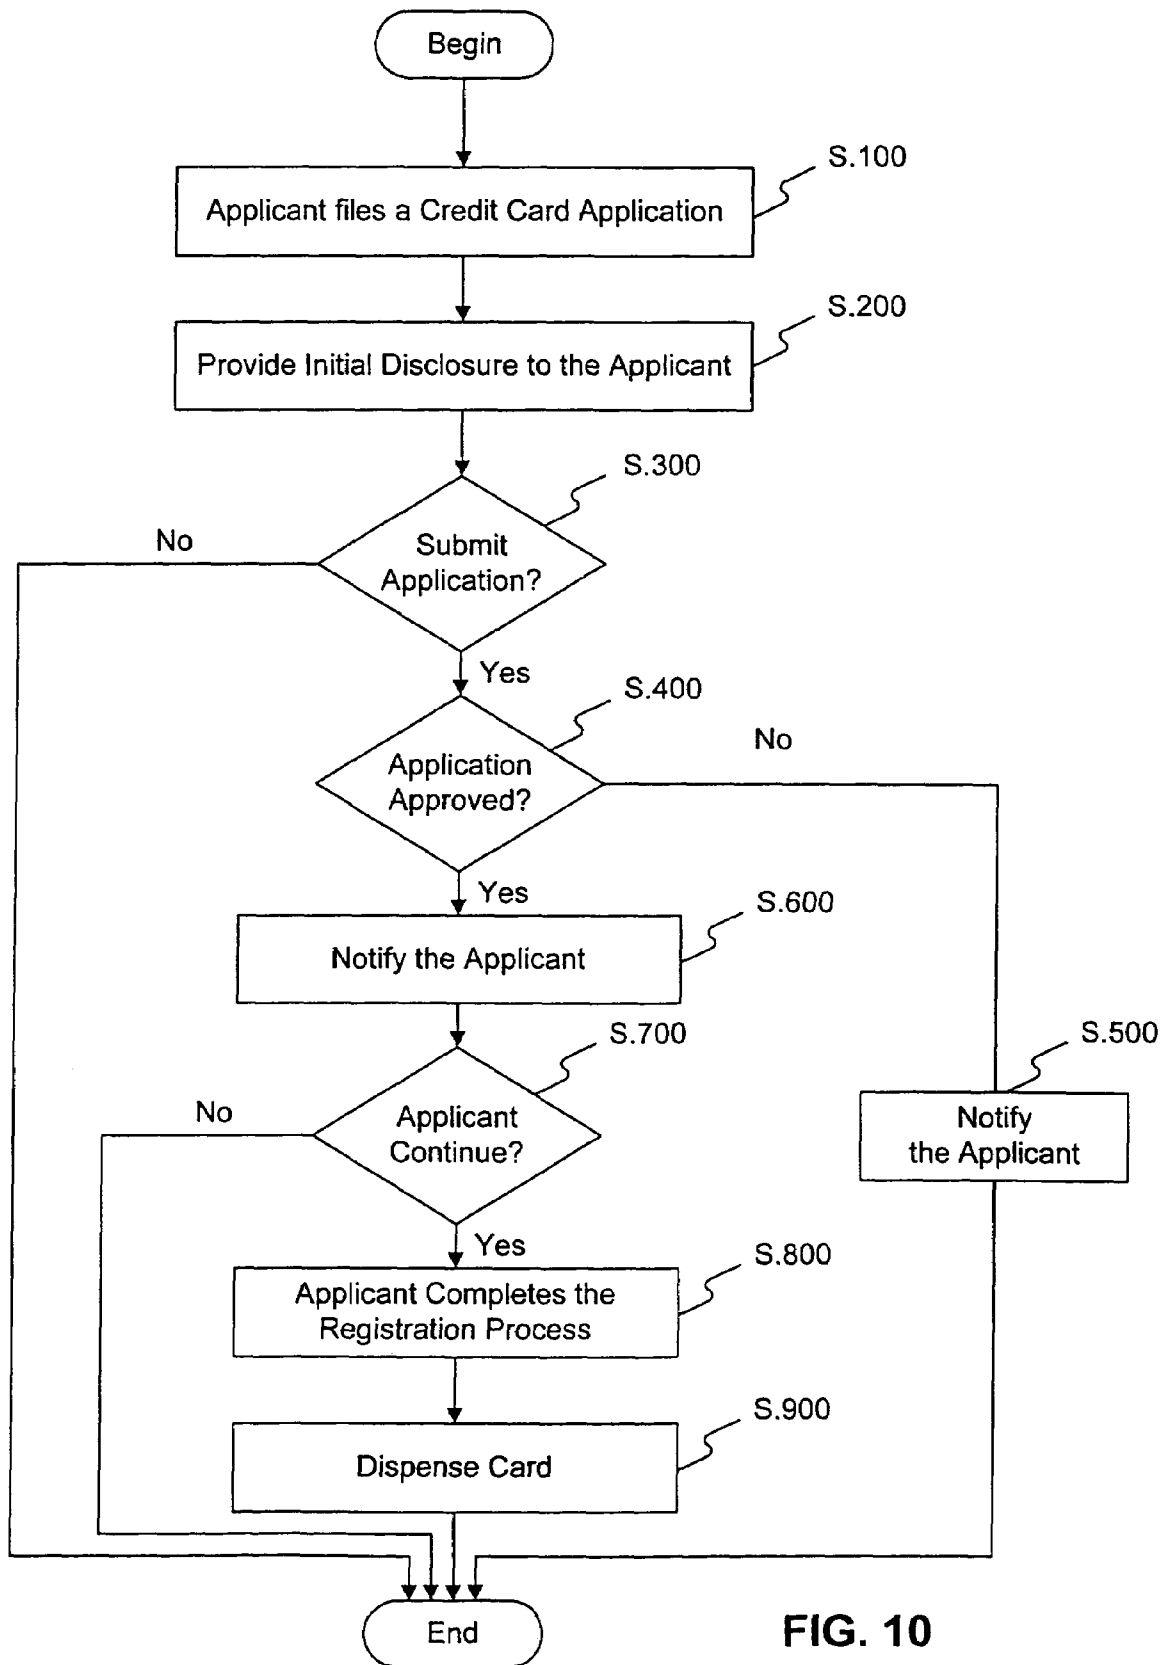 Begin
S.100
Applicant files a Credit Card Application
S.200
Provide Initial Disclosure to the Applicant
S.300
No
Submit
Application?
Yes
S.400
No
Application
Approved?
Yes
S.600
Notify the Applicant
S.700
S.500
No
Applicant
Continue?
Notify
the Applicant
Yes
S.800
Applicant Completes the
Registration Process
S.900
Dispense Card
End
FIG. 10